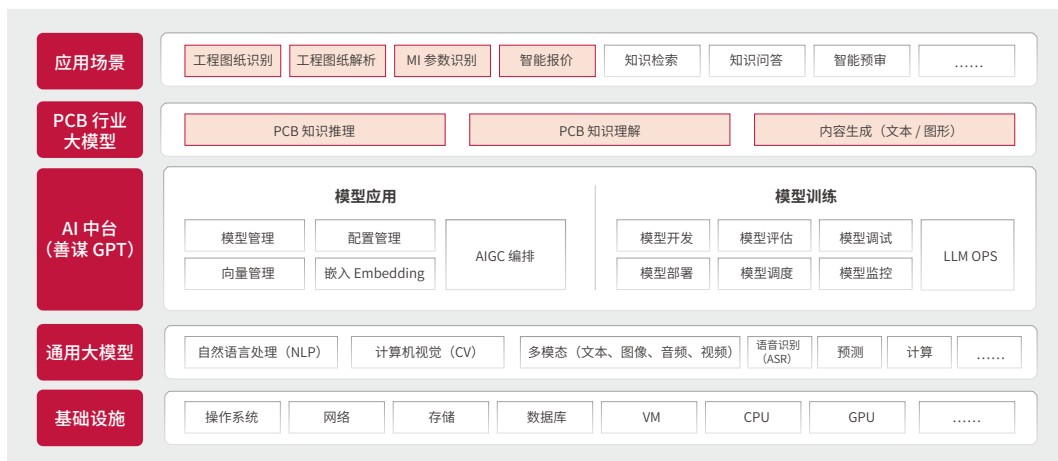 应用场景
工程图纸识别
工程图纸解析
MI 参数识别
智能报价
知识检索
知识问答
智能预审
……
PCB 行业
大模型
PCB 知识推理
PCB 知识理解
内容生成（文本 / 图形）
AI 中台
（善谋 GPT）
模型应用
模型管理
配置管理
向量管理
嵌入 Embedding
AIGC 编排
模型训练
模型开发
模型评估
模型调试
模型部署
模型调度
模型监控
LLM OPS
通用大模型
自然语言处理（NLP）
计算机视觉（CV）
多模态（文本、图像、音频、视频）
语音识别
（ASR）
预测
计算
……
基础设施
操作系统
网络
存储
数据库
VM
CPU
GPU
……